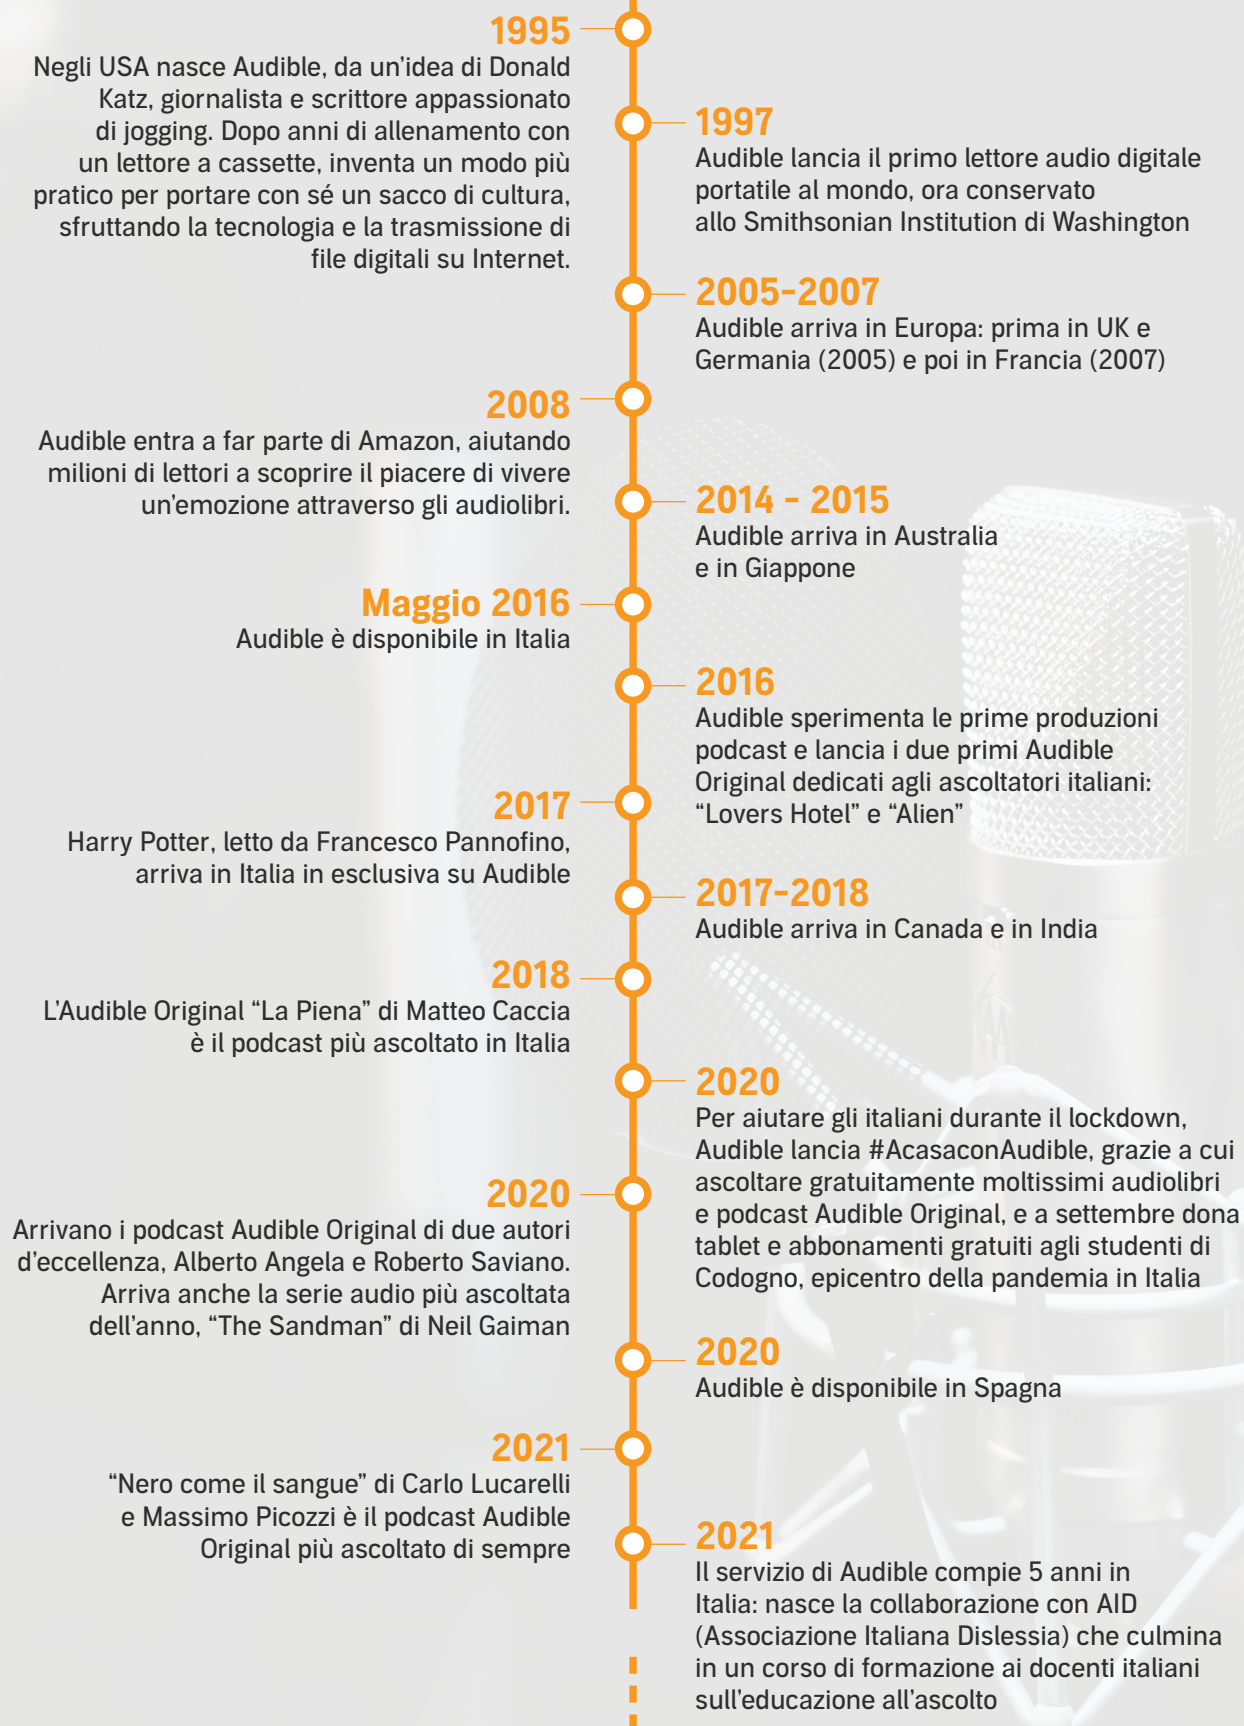 1995
Negli USA nasce Audible, da un'idea di Donald
Katz, giornalista e scrittore appassionato
di jogging. Dopo anni di allenamento con
un lettore a cassette, inventa un modo più
pratico per portare con sé un sacco di cultura,
sfruttando la tecnologia e la trasmissione di
file digitali su Internet.
1997
Audible lancia il primo lettore audio digitale
portatile al mondo, ora conservato
allo Smithsonian Institution di Washington
2005-2007
Audible arriva in Europa: prima in UK e
Germania (2005) e poi in Francia (2007)
2008
Audible entra a far parte di Amazon, aiutando
milioni di lettori a scoprire il piacere di vivere
un'emozione attraverso gli audiolibri.
2014 - 2015
Audible arriva in Australia
e in Giappone
Maggio 2016
Audible è disponibile in Italia
2016
Audible sperimenta le prime produzioni
podcast e lancia i due primi Audible
Original dedicati agli ascoltatori italiani:
“Lovers Hotel” e “Alien”
2017
Harry Potter, letto da Francesco Pannofino,
arriva in Italia in esclusiva su Audible
2017-2018
Audible arriva in Canada e in India
2018
L'Audible Original “La Piena” di Matteo Caccia
è il podcast più ascoltato in Italia
2020
Per aiutare gli italiani durante il lockdown,
Audible lancia #AcasaconAudible, grazie a cui
ascoltare gratuitamente moltissimi audiolibri
e podcast Audible Original, e a settembre dona
tablet e abbonamenti gratuiti agli studenti di
Codogno, epicentro della pandemia in Italia
2020
Arrivano i podcast Audible Original di due autori
d'eccellenza, Alberto Angela e Roberto Saviano.
Arriva anche la serie audio più ascoltata
dell'anno, “The Sandman” di Neil Gaiman
2020
Audible è disponibile in Spagna
2021
“Nero come il sangue” di Carlo Lucarelli
e Massimo Picozzi è il podcast Audible
Original più ascoltato di sempre
2021
Il servizio di Audible compie 5 anni in
Italia: nasce la collaborazione con AID
(Associazione Italiana Dislessia) che culmina
in un corso di formazione ai docenti italiani
sull'educazione all'ascolto